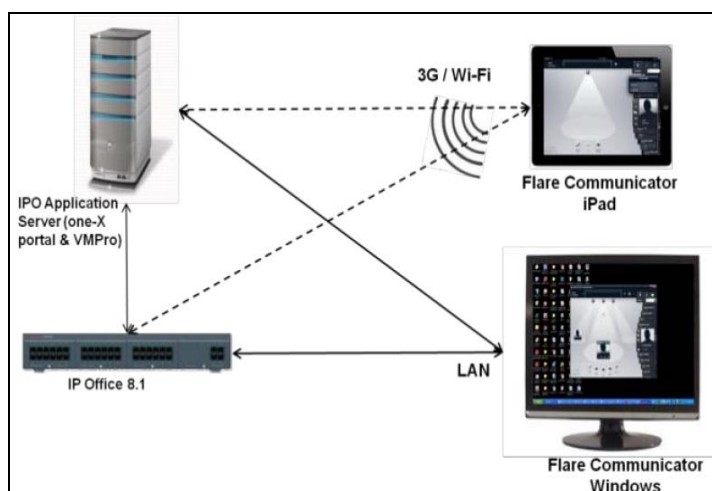 3G / Wi-Fi
IPO Application
Server (one-X
portal & VMPro)
Flare Communicator
iPad
IP Office 8.1
LAN
Flare Communicator
Windows